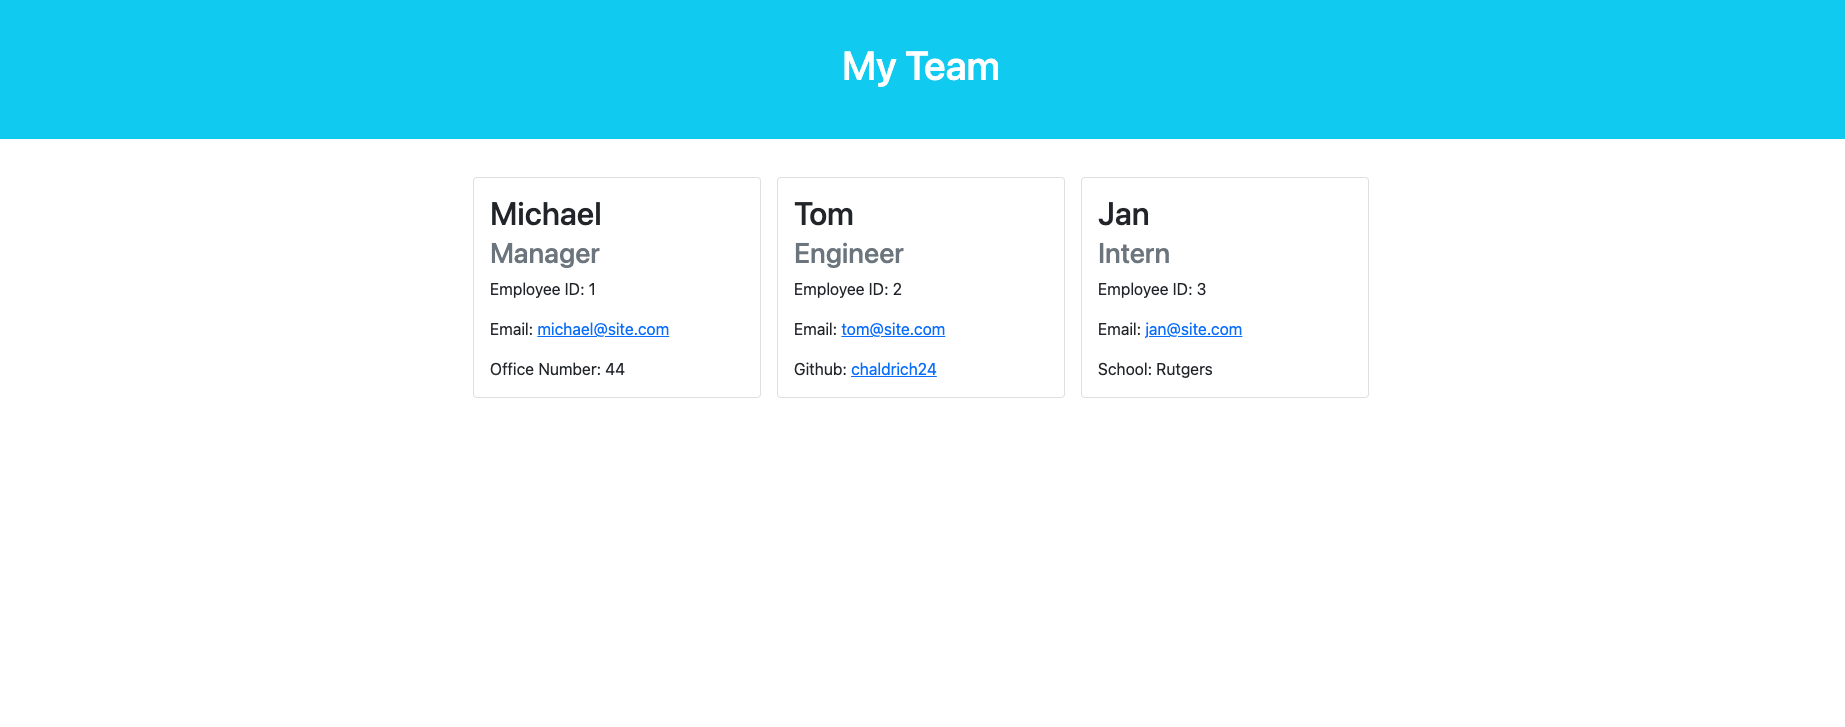 My Team
Michael
Manager
Employee ID: 1
Email: michael@site.com
Office Number: 44
Tom
Engineer
Employee ID: 2
Email: tom@site.com
Github: chaldrich24
Jan
Intern
Employee ID: 3
Email: jan@site.com
School: Rutgers